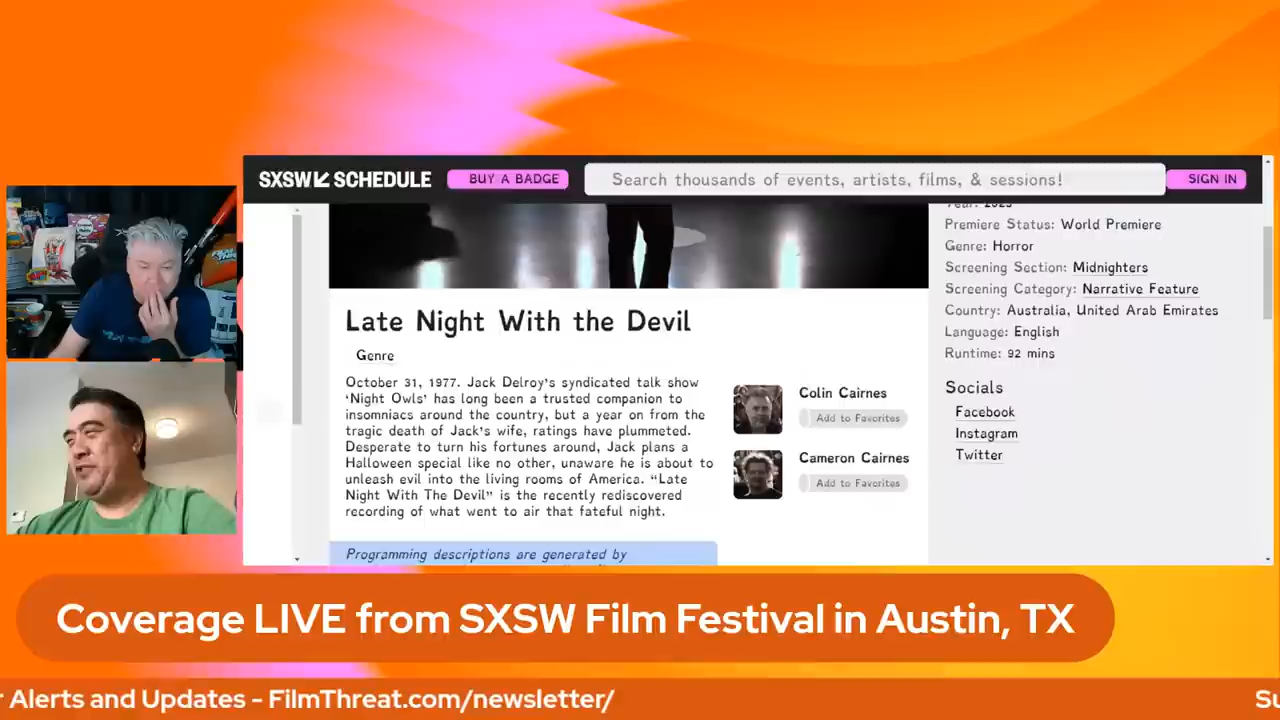 SXSW SCHEDULE
BUY A BADGE
Search thousands of events, artists, films, & sessions!
SIGN IN
Year: 2023
Premiere Status: World Premiere
Genre: Horror
Screening Section: Midnighters
Screening Category: Narrative Feature
Country: Australia, United Arab Emirates
Language: English
Runtime: 92 mins
Socials
Facebook
Instagram
Twitter
Late Night With the Devil
Genre
October 31, 1977. Jack Delroy's syndicated talk show
'Night Owls' has long been a trusted companion to
insomniacs around the country, but a year on from the
tragic death of Jack's wife, ratings have plummeted.
Desperate to turn his fortunes around, Jack plans a
Halloween special like no other, unaware he is about to
unleash evil into the living rooms of America. "Late
Night With The Devil" is the recently rediscovered
recording of what went to air that fateful night.
Colin Cairnes
Add to Favorites
Cameron Cairnes
Add to Favorites
Programming descriptions are generated by
Coverage LIVE from SXSW Film Festival in Austin, TX
r Alerts and Updates - FilmThreat.com/newsletter/
Su